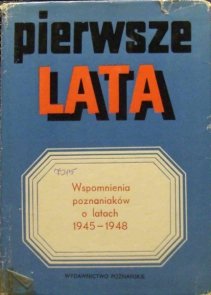 pierwsze
LATA
Wspomnienia
poznaniaków
o latach
1945-1948
WYDAWNICTWO POZNAŃSKIE